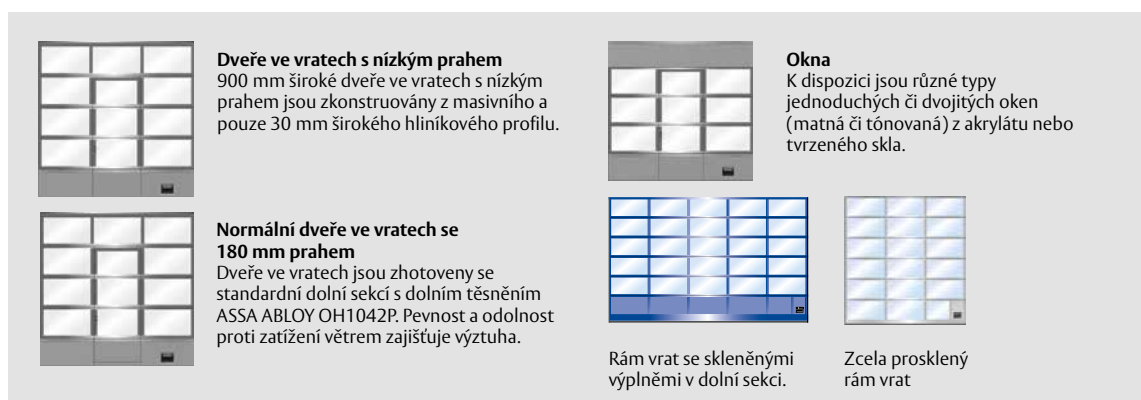 Dveře ve vratech s nízkým prahem
900 mm široké dveře ve vratech s nízkým
prahem jsou zkonstruovány z masivního a
pouze 30 mm širokého hliníkového profilu.
Normální dveře ve vratech se
180 mm prahem
Dveře ve vratech jsou zhotoveny se
standardní dolní sekcí s dolním těsněním
ASSA ABLOY OH1042P. Pevnost a odolnost
proti zatížení větrem zajišťuje výztuha.
Okna
K dispozici jsou různé typy
jednoduchých či dvojitých oken
(matná či tónovaná) z akrylátu nebo
tvrzeného skla.
Rám vrat se skleněnými
výplněmi v dolní sekci.
Zcela prosklený
rám vrat